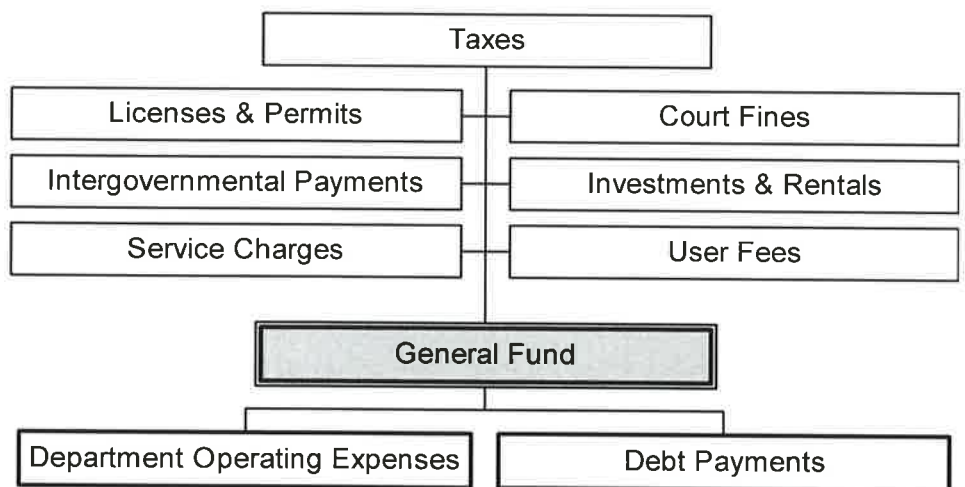 Taxes
Licenses & Permits
Court Fines
Intergovernmental Payments
Investments & Rentals
Service Charges
User Fees
General Fund
Department Operating Expenses
Debt Payments